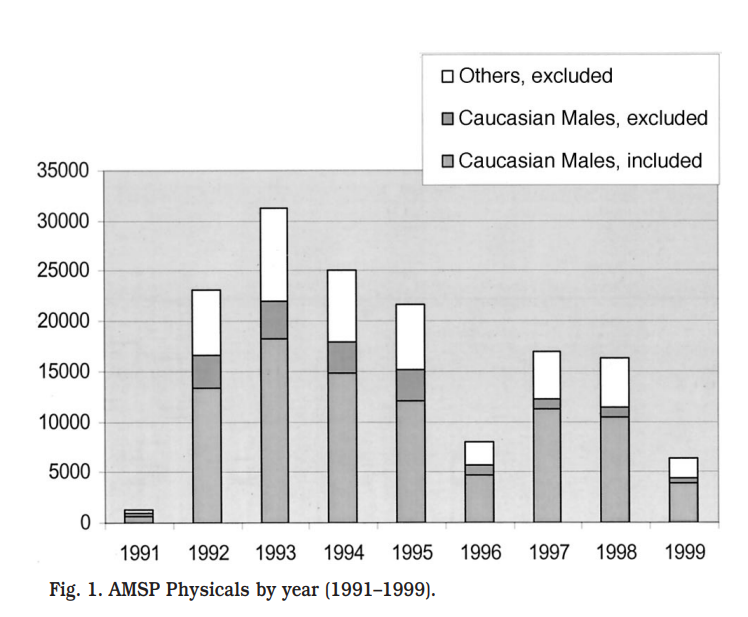 Others, excluded
Caucasian Males, excluded
Caucasian Males, included
35000
30000
25000
20000
15000
10000
5000
0
1991 1992 1993 1994 1995 1996 1997 1998 1999
Fig. 1. AMSP Physicals by year (1991–1999).